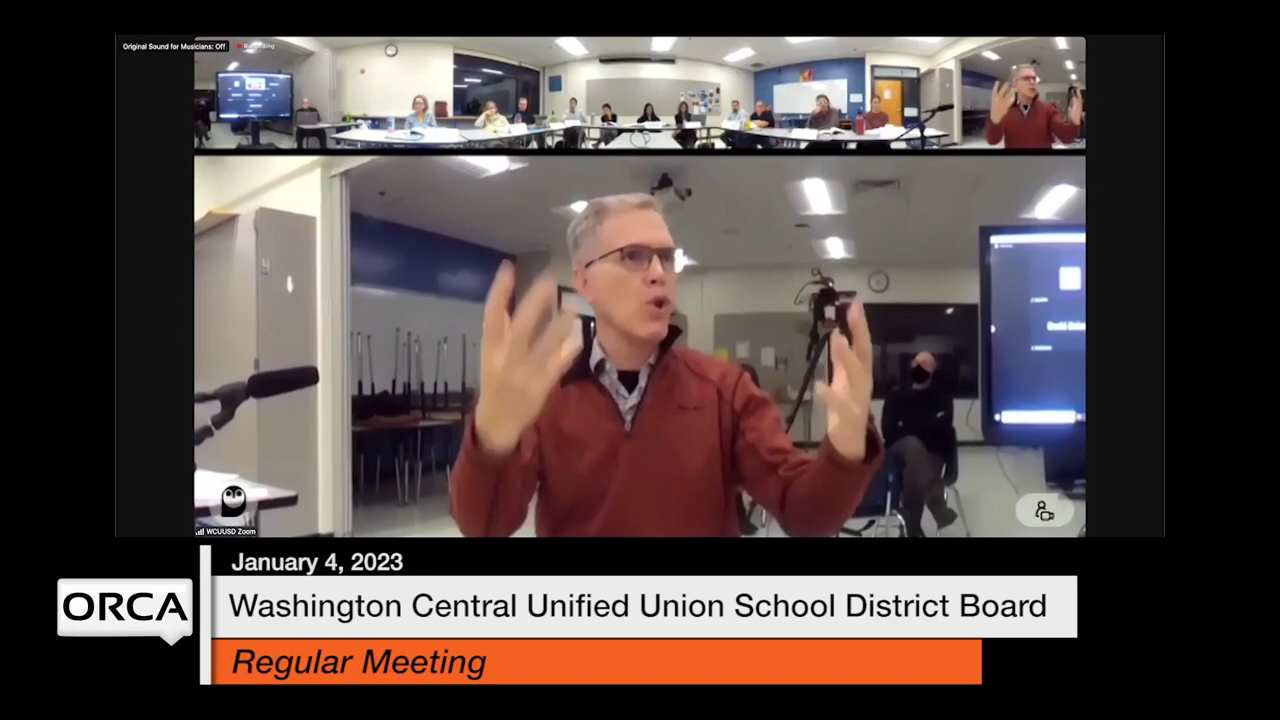 Original Sound for Musicians: Off
Recording
WCUUSD Zoom
January 4, 2023
ORCA
Washington Central Unified Union School District Board
Regular Meeting